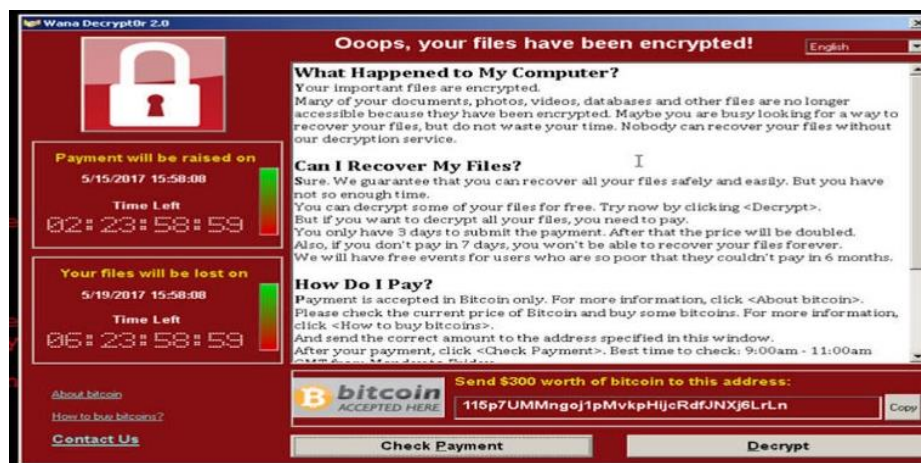 Wana Decrypt0r 2.0
Ooops, your files have been encrypted!
English
What Happened to My Computer?
Your important files are encrypted.
Many of your documents, photos, videos, databases and other files are no longer
accessible because they have been encrypted. Maybe you are busy looking for a way to
recover your files, but do not waste your time. Nobody can recover your files without
our decryption service.
Can I Recover My Files?
Sure. We guarantee that you can recover all your files safely and easily. But you have
not so enough time.
You can decrypt some of your files for free. Try now by clicking <Decrypt>.
But if you want to decrypt all your files, you need to pay.
You only have 3 days to submit the payment. After that the price will be doubled.
Also, if you don't pay in 7 days, you won't be able to recover your files forever.
We will have free events for users who are so poor that they couldn't pay in 6 months.
How Do I Pay?
Payment is accepted in Bitcoin only. For more information, click <About bitcoin>.
Please check the current price of Bitcoin and buy some bitcoins. For more information,
click <How to buy bitcoins>.
And send the correct amount to the address specified in this window.
After your payment, click <Check Payment>. Best time to check: 9:00am - 11:00am
GMT from Monday to Friday.
Payment will be raised on
5/15/2017 15:58:08
Time Left
02:23:58:59
Your files will be lost on
5/19/2017 15:58:08
Time Left
06:23:58:59
About bitcoin
How to buy bitcoins?
Contact Us
bitcoin
ACCEPTED HERE
Send $300 worth of bitcoin to this address:
115p7UMMngoj1pMvkpHijcRdfJNXj6LrLn
Copy
Check Payment
Decrypt